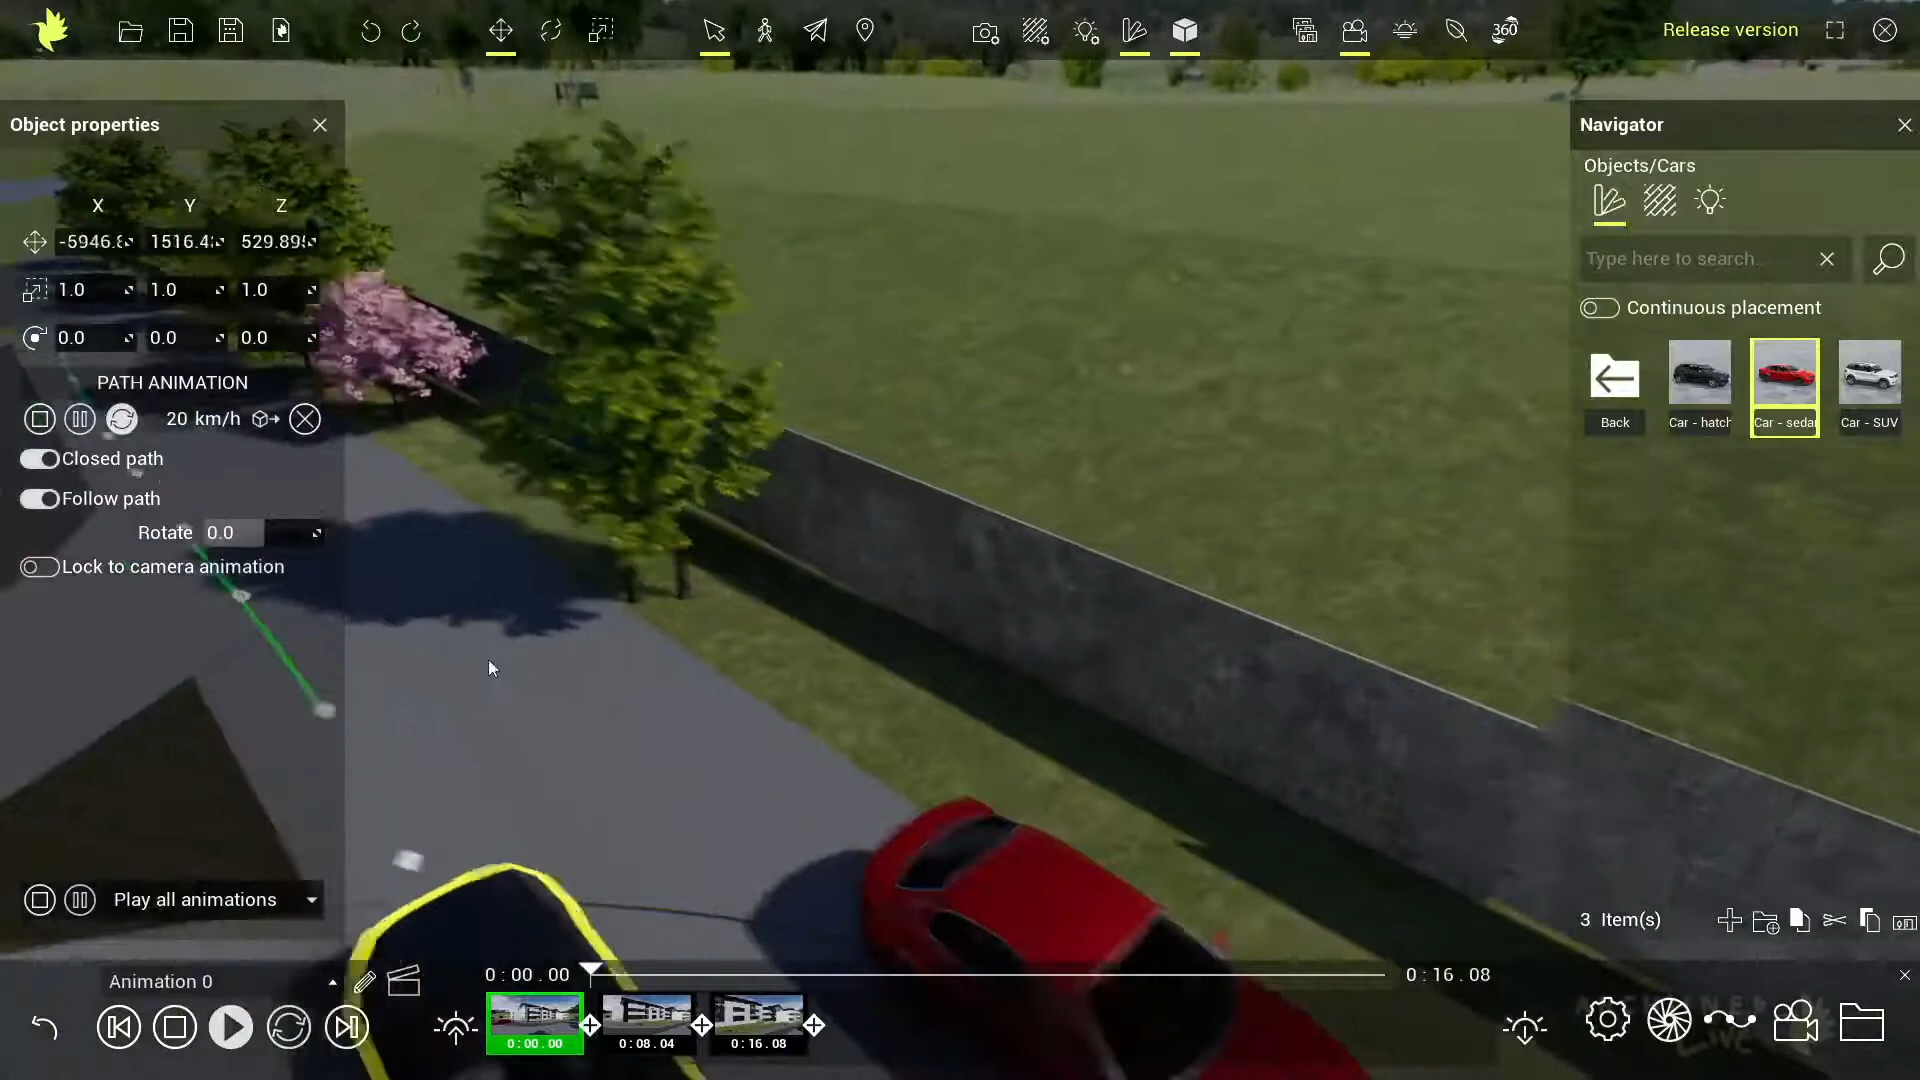 360
Release version
Object properties
X Y Z
1516.4
1.0 1.0 1.0
0.0 0.0 0.0
PATH ANIMATION
20 km/h
Closed path
Follow path
Rotate 0.0
Lock to camera animation
Play all animations
Navigator
Objects/Cars
Type here to search..
Continuous placement
Back
Car - hatch
Car - sedan
Car - SUV
3 Item(s)
Animation 0
0:00.00
0:16.08
0:00.00
0:08.04
0:16.08